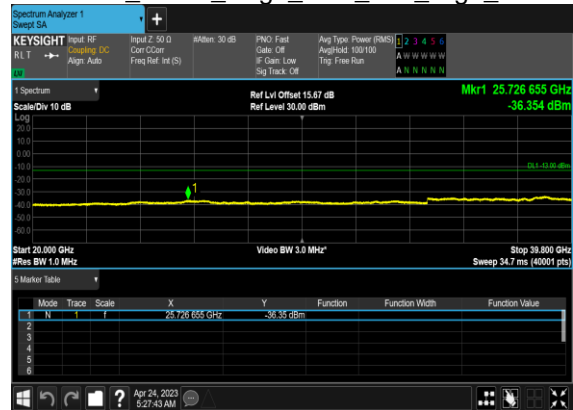 Spectrum Analyzer 1
Swept SA
+
KEYSIGHT Input: RF Input Z: 50 Ω #Atten: 30 dB PNO: Fast Avg Type: Power (RMS) 1 2 3 4 5 6
RLT Coupling: DC Corr CCorr Gate: Off Avg|Hold: 100/100 A W W W W W
Align: Auto Freq Ref: Int (S) IF Gain: Low Trig: Free Run
Sig Track: Off A N N N N N
1 Spectrum Ref Lvl Offset 15.67 dB Mkr1 25.726 655 GHz
Scale/Div 10 dB Ref Level 30.00 dBm -36.354 dBm
Log
20.0
10.0
0.00
-10.0 DL1 -13.00 dBm
-20.0
-30.0 1
-40.0
-50.0
-60.0
Start 20.000 GHz Video BW 3.0 MHz* Stop 39.800 GHz
#Res BW 1.0 MHz Sweep 34.7 ms (40001 pts)
5 Marker Table
Mode Trace Scale X Y Function Function Width Function Value
1 N 1 f 25.726 655 GHz -36.35 dBm
2
3
4
5
6
? Apr 24, 2023
5:27:43 AM